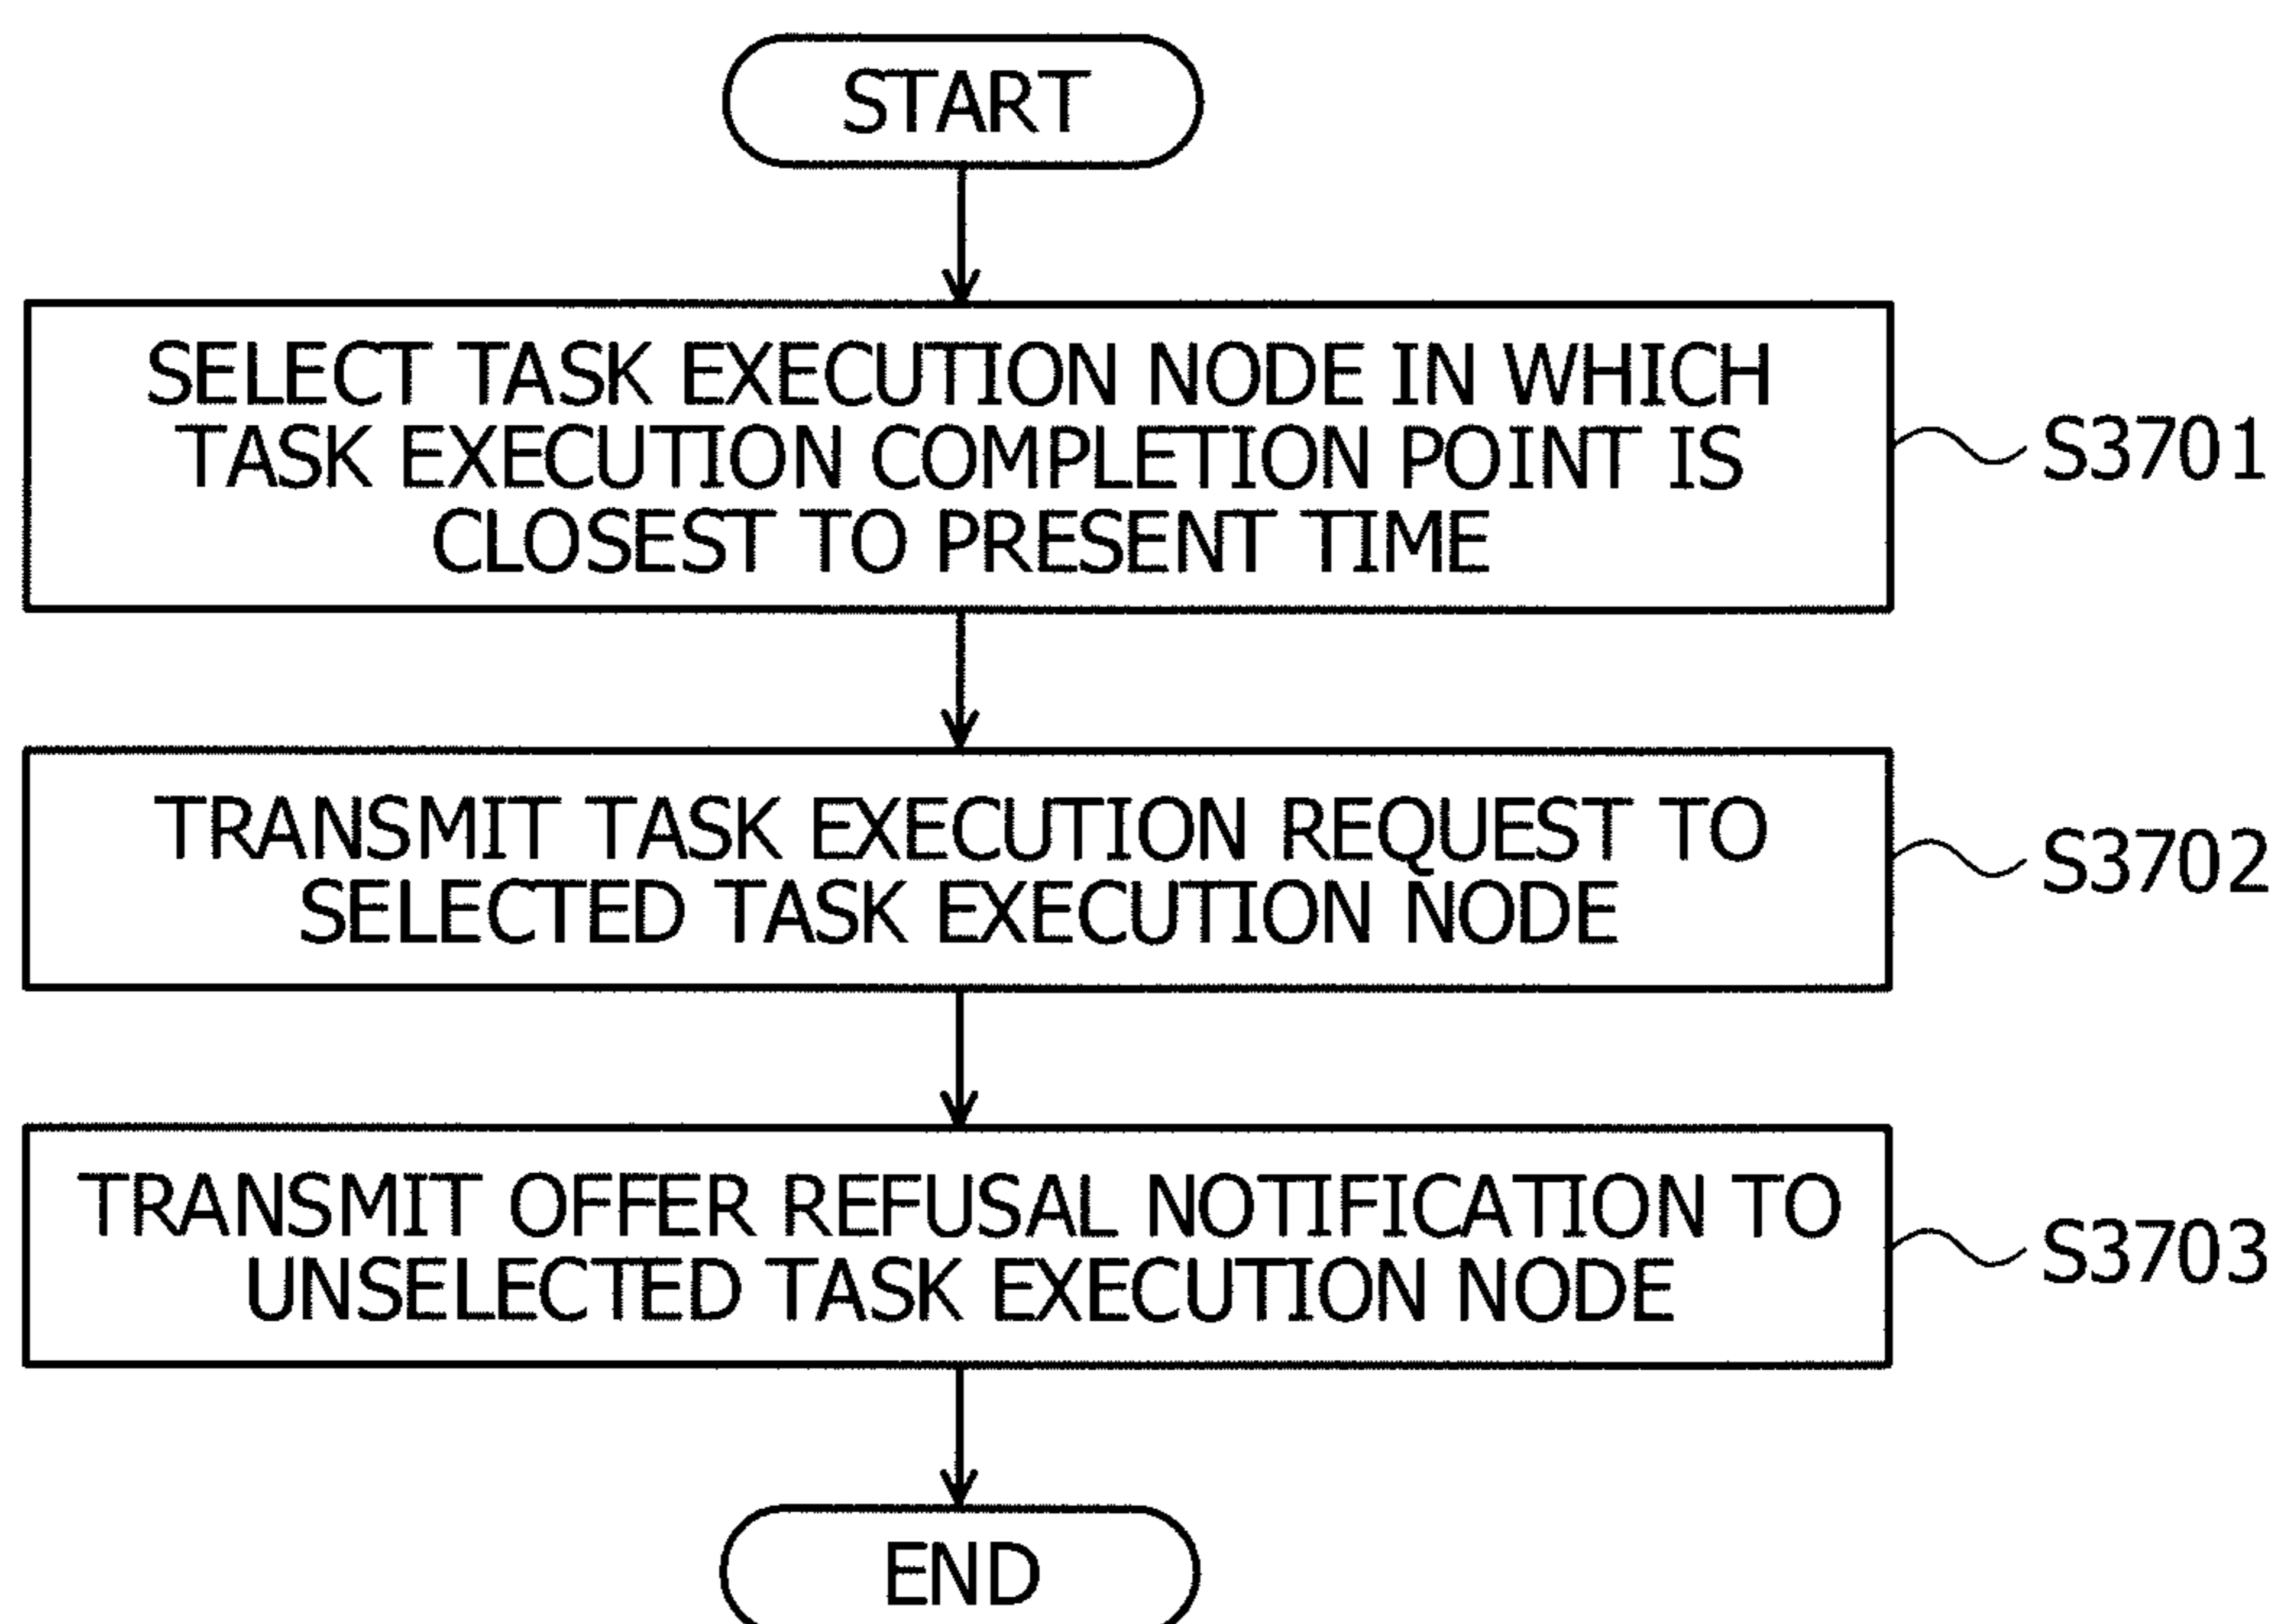 START
SELECT TASK EXECUTION NODE IN WHICH
TASK EXECUTION COMPLETION POINT IS
CLOSEST TO PRESENT TIME
S3701
TRANSMIT TASK EXECUTION REQUEST TO
SELECTED TASK EXECUTION NODE
S3702
TRANSMIT OFFER REFUSAL NOTIFICATION TO
UNSELECTED TASK EXECUTION NODE
S3703
END